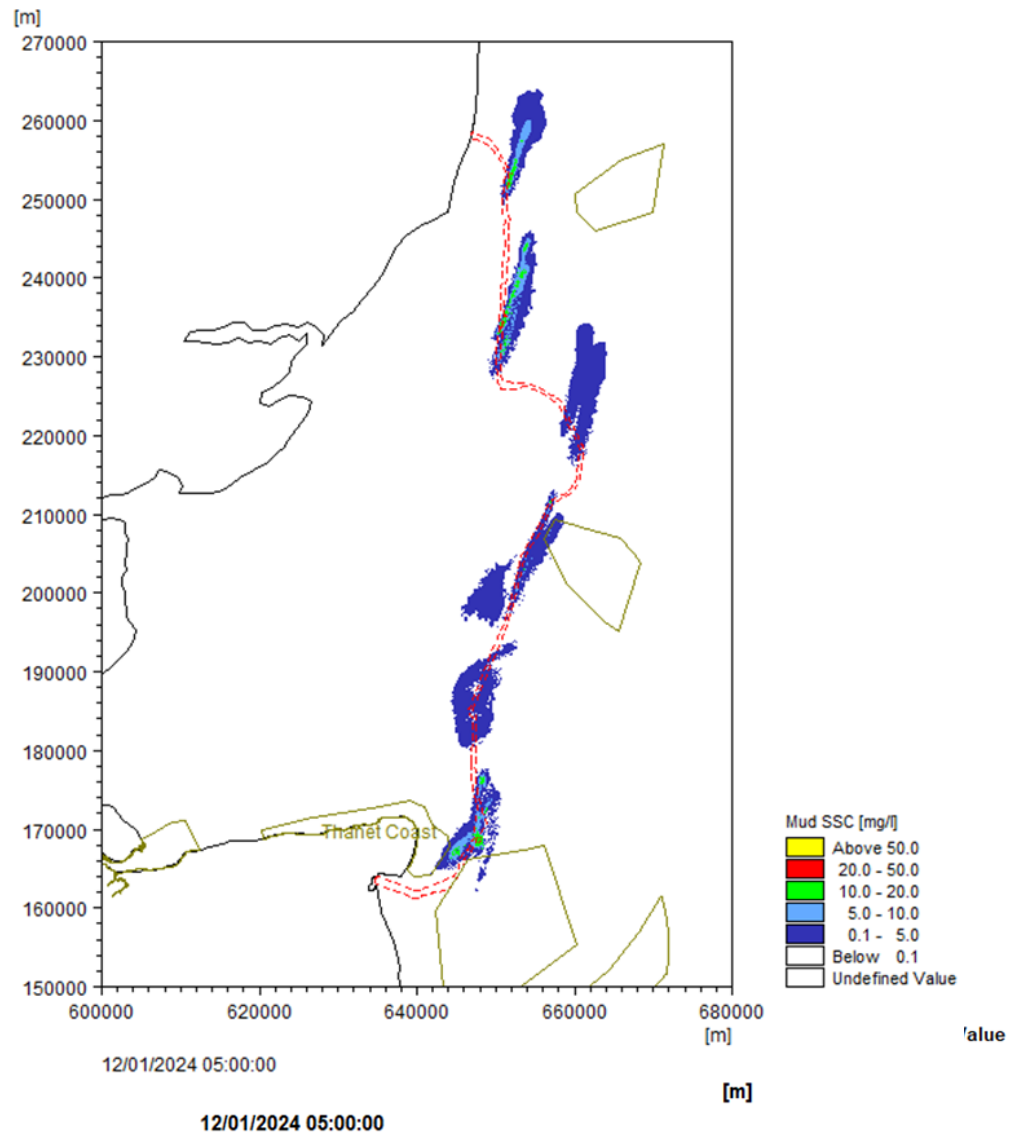 [m]
270000
260000
250000
240000
230000
220000
210000
200000
190000
180000
170000
160000
150000
Thanet Coast
600000 620000 640000 660000 680000
[m]
Mud SSC [mg/l]
Above 50.0
20.0 - 50.0
10.0 - 20.0
5.0 - 10.0
0.1 - 5.0
Below 0.1
Undefined Value
alue
12/01/2024 05:00:00
[m]
12/01/2024 05:00:00